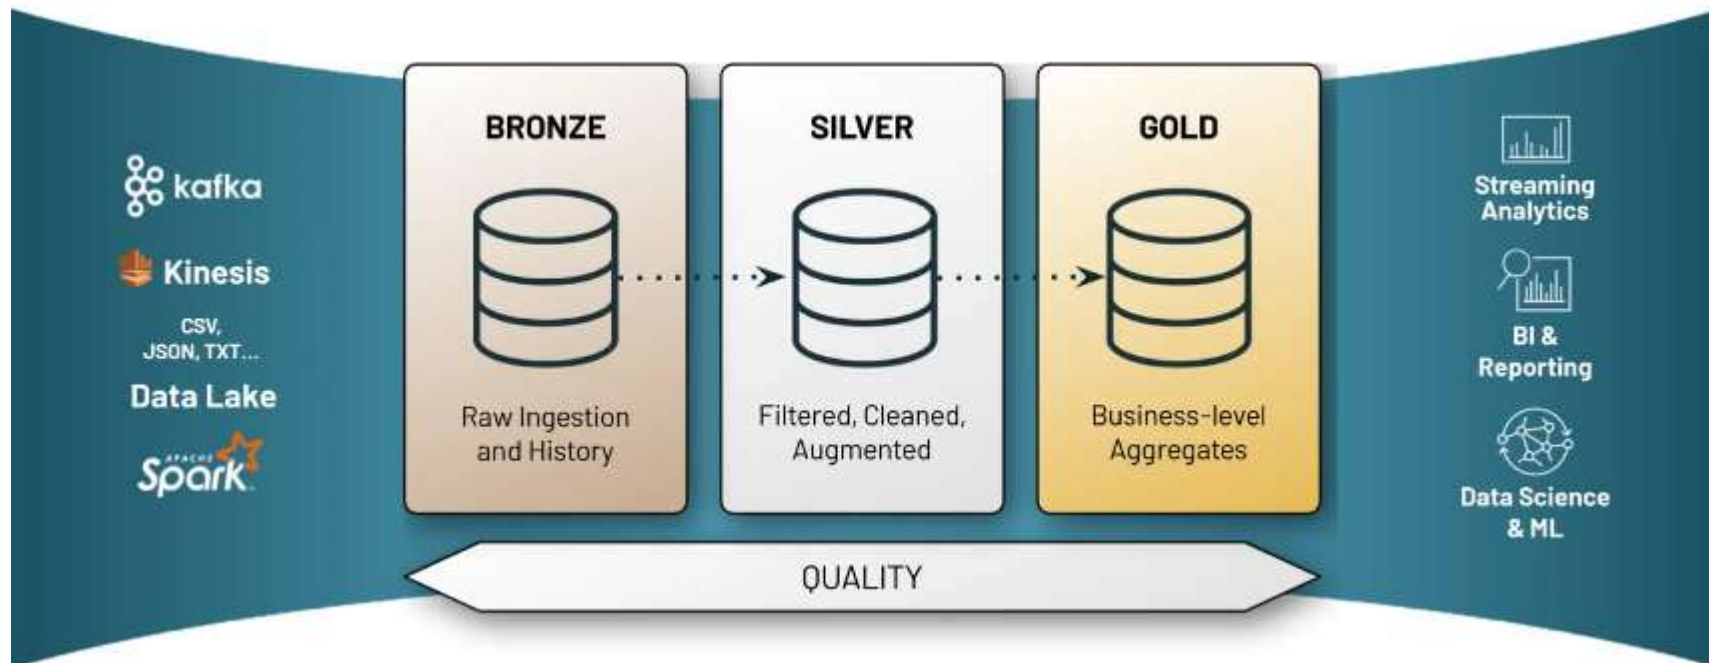 kafka
Kinesis
CSV,
JSON, TXT...
Data Lake
APACHE
Spark
BRONZE
Raw Ingestion
and History
SILVER
Filtered, Cleaned,
Augmented
GOLD
Business-level
Aggregates
QUALITY
Streaming
Analytics
BI &
Reporting
Data Science
& ML